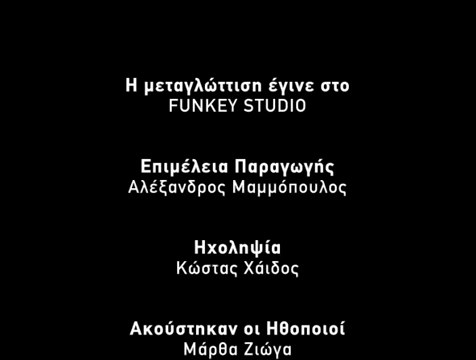 Η μεταγλώττιση έγινε στο
FUNKEY STUDIO
Επιμέλεια Παραγωγής
Αλέξανδρος Μαμμόπουλος
Ηχοληψία
Κώστας Χάιδος
Ακούστηκαν οι Ηθοποιοί
Μάρθα Ζιώγα